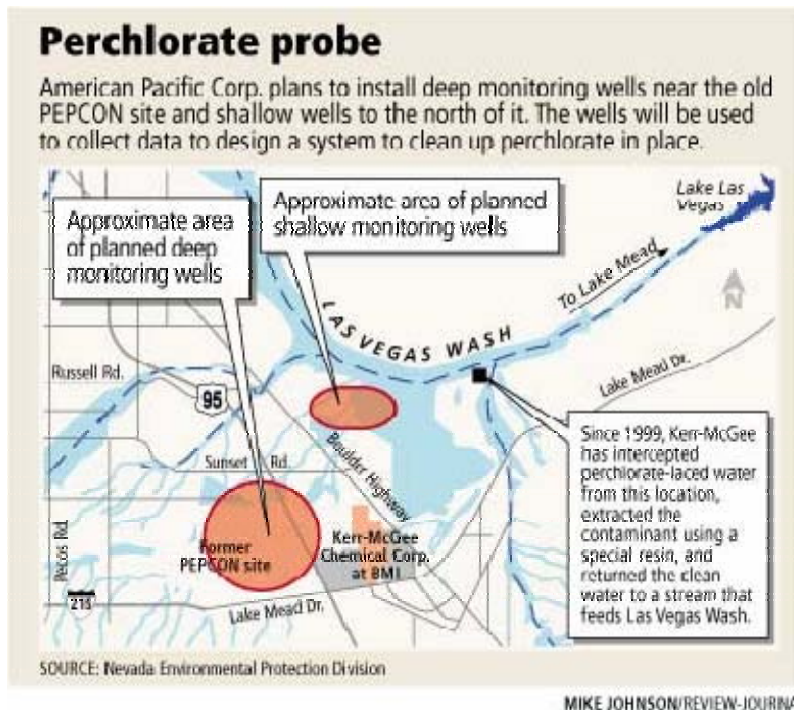 Perchlorate probe
American Pacific Corp. plans to install deep monitoring wells near the old
PEPCON site and shallow wells to the north of it. The wells will be used
to collect data to design a system to clean up perchlorate in place.
Approximate area
of planned deep
monitoring wells
Approximate area of planned
shallow monitoring wells
Lake Las
Vegas
To Lake Mead
N
LAS VEGAS WASH
Lake Mead Dr.
Russell Rd.
95
Sunset Rd.
Boulder Highway
Since 1999, Kerr-McGee
has intercepted
perchlorate-laced water
from this location,
extracted the
contaminant using a
special resin, and
returned the clean
water to a stream that
feeds Las Vegas Wash.
Pecos Rd.
Former
PEPCON site
Kerr-McGee
Chemical Corp.
at BMI
215
Lake Mead Dr.
SOURCE: Nevada Environmental Protection Division
MIKE JOHNSON/REVIEW-JOURNA